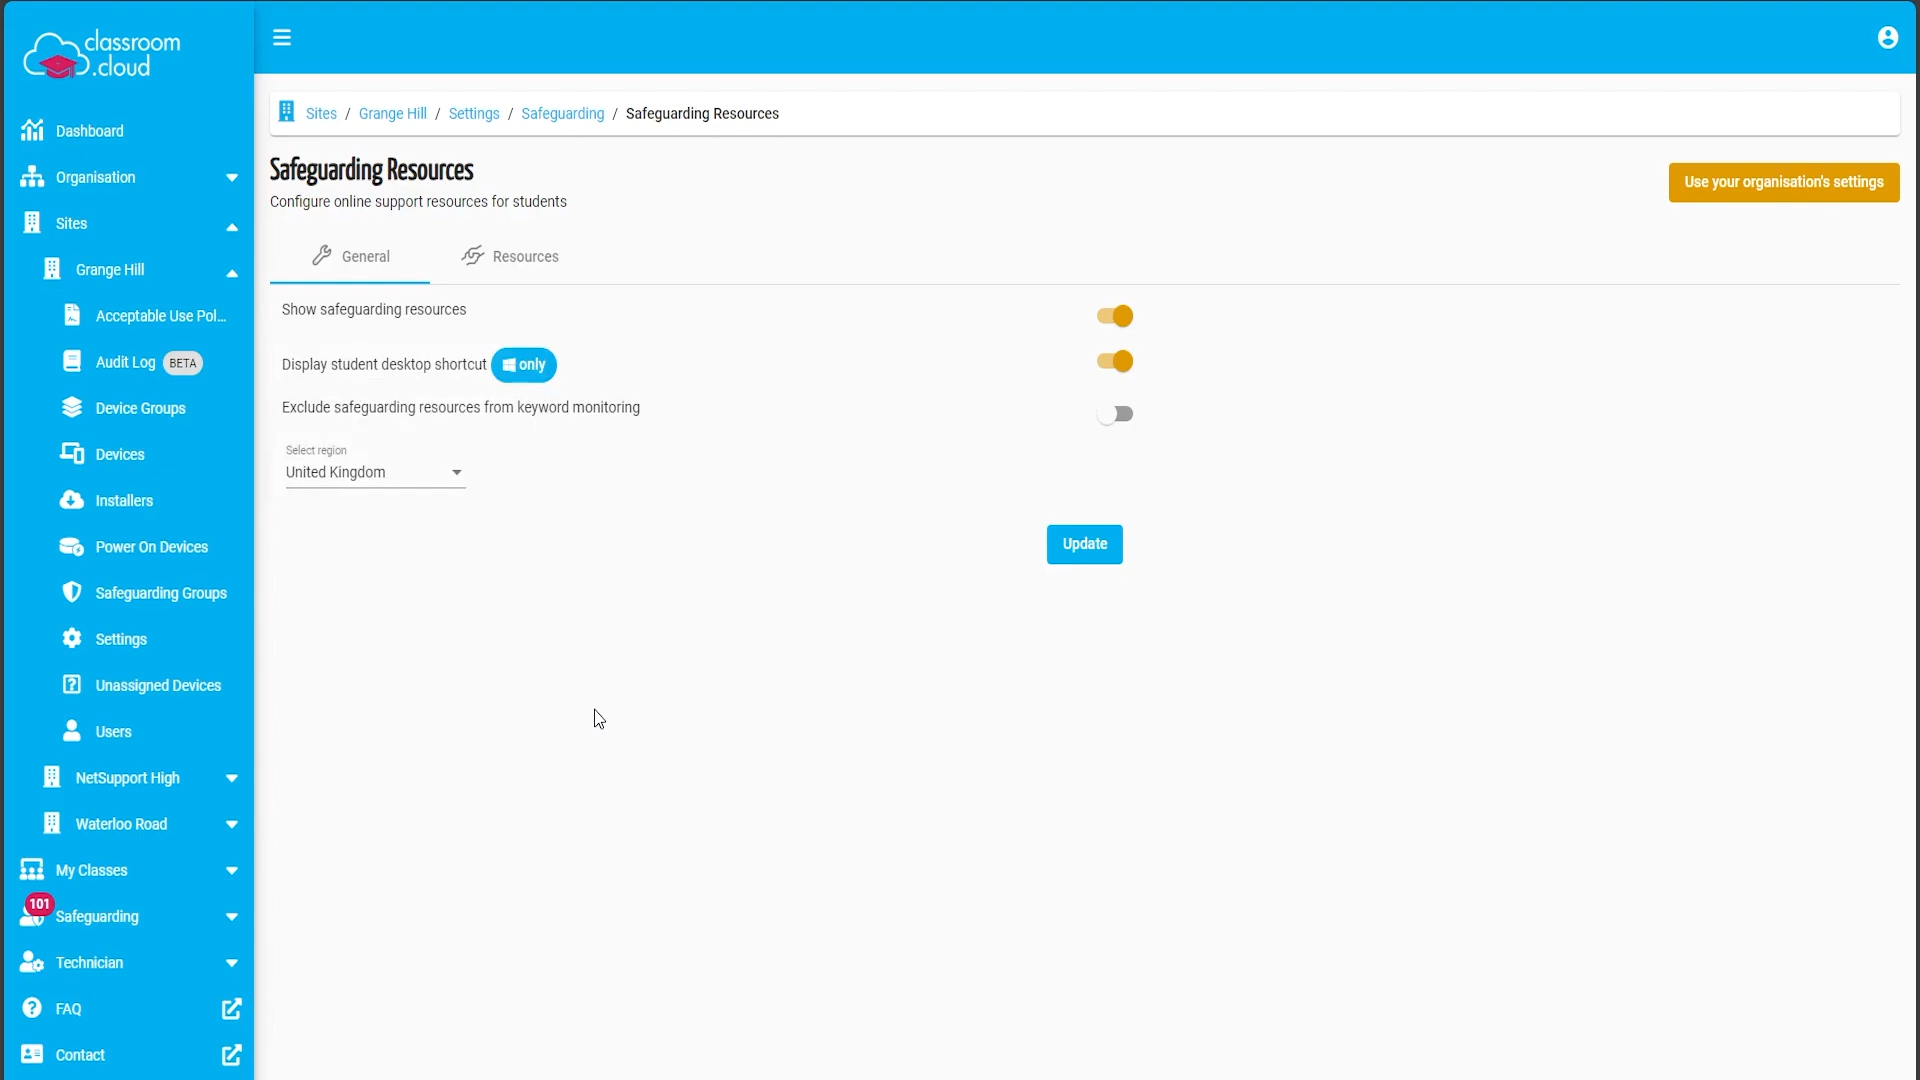 classroom
.cloud
Dashboard
Organisation
Sites
Grange Hill
Acceptable Use Pol...
Audit Log BETA
Device Groups
Devices
Installers
Power On Devices
Safeguarding Groups
Settings
Unassigned Devices
Users
NetSupport High
Waterloo Road
My Classes
101
Safeguarding
Technician
FAQ
Contact
Sites / Grange Hill / Settings / Safeguarding / Safeguarding Resources
Safeguarding Resources
Configure online support resources for students
Use your organisation's settings
General Resources
Show safeguarding resources
Display student desktop shortcut only
Exclude safeguarding resources from keyword monitoring
Select region
United Kingdom
Update